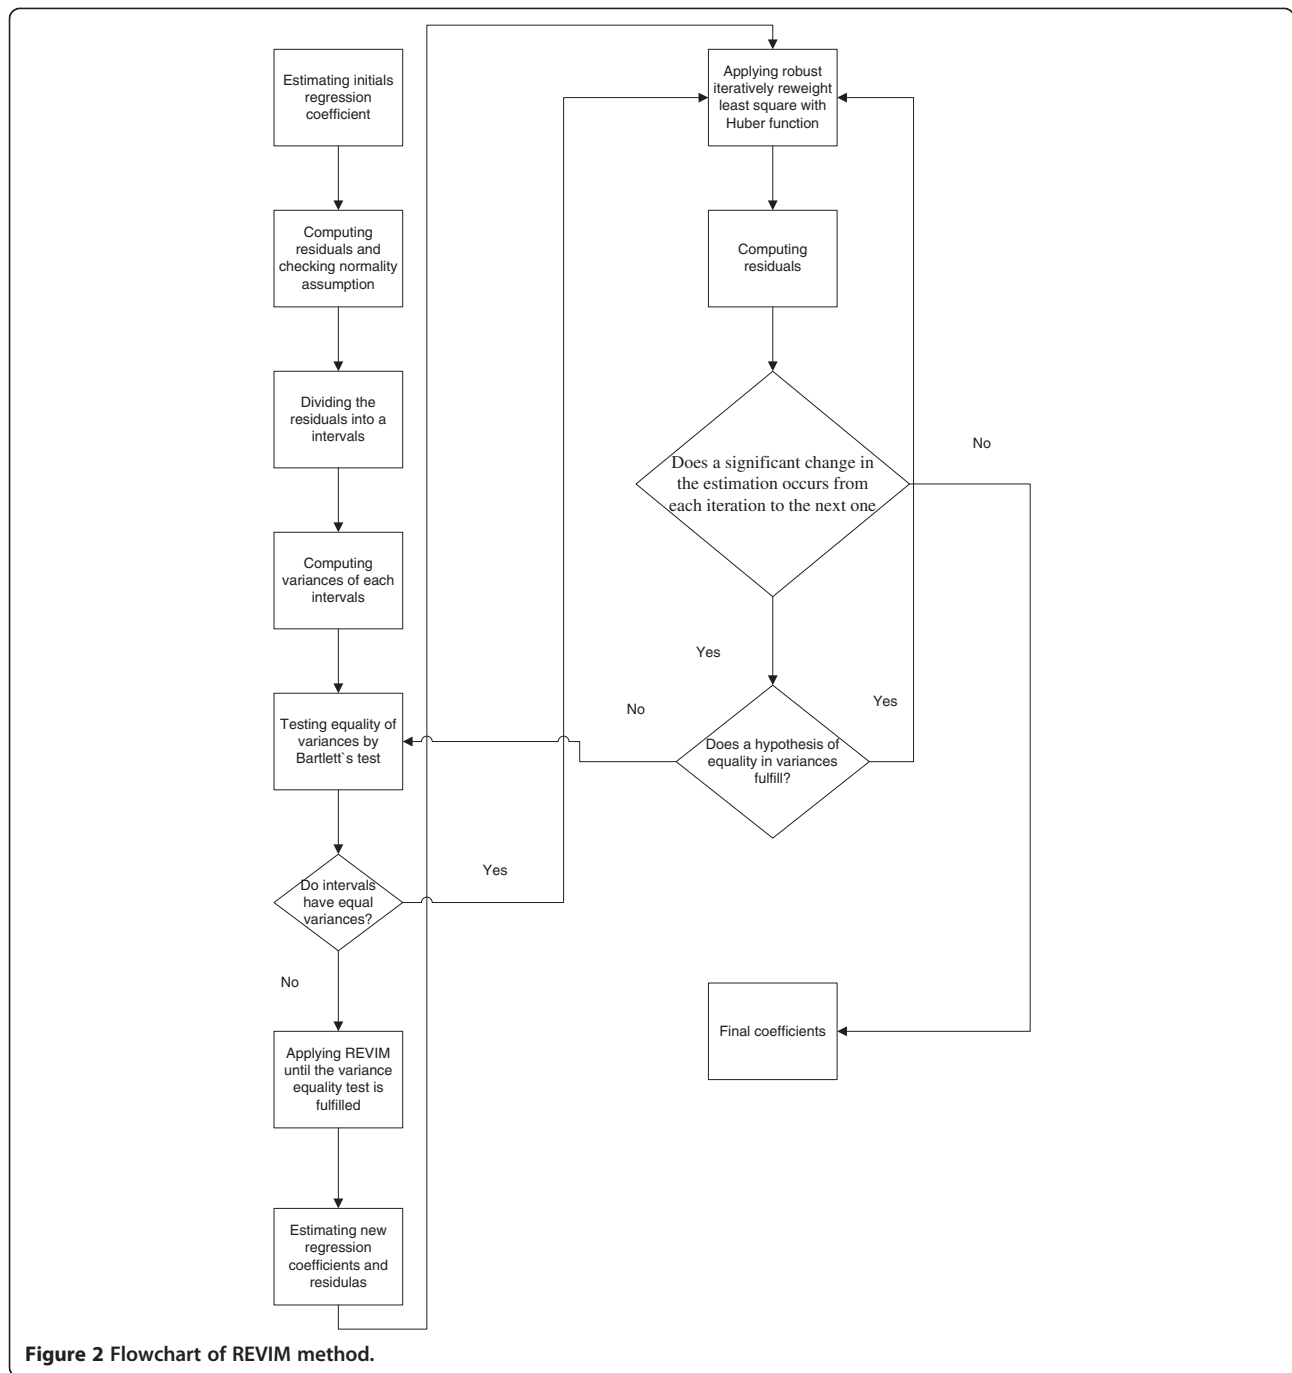 Estimating initials
regression
coefficient
Computing
residuals and
checking normality
assumption
Dividing the
residuals into a
intervals
Computing
variances of each
intervals
Testing equality of
variances by
Bartlett`s test
Do intervals
have equal
variances?
Yes
No
Applying REVIM
until the variance
equality test is
fulfilled
Estimating new
regression
coefficients and
residulas
Applying robust
iteratively reweight
least square with
Huber function
Computing
residuals
Does a significant change in
the estimation occurs from
each iteration to the next one
No
Yes
Does a hypothesis of
equality in variances
fulfill?
No
Yes
Final coefficients
Figure 2 Flowchart of REVIM method.